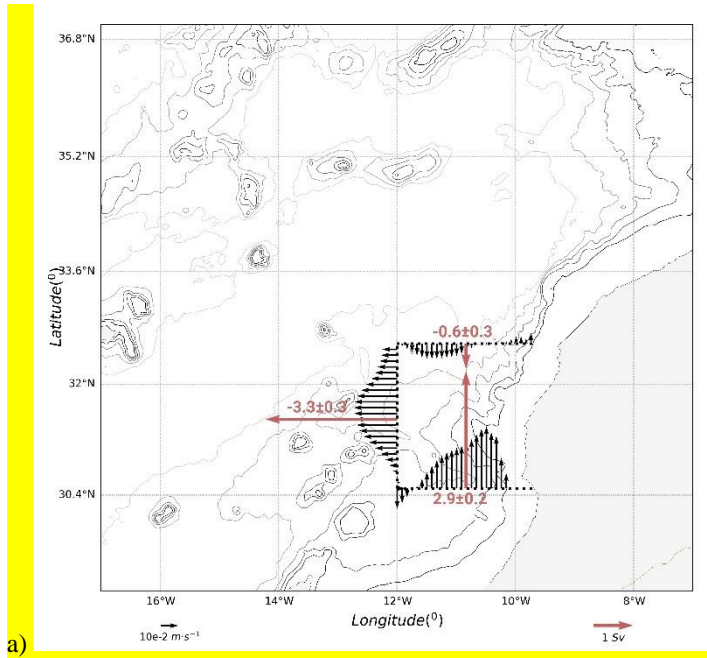 36.8°N
35.2°N
33.6°N
32°N
30.4°N
Latitude(⁰)
-0.6±0.3
-3.3±0.3
2.9±0.2
16°W
14°W
12°W
10°W
8°W
Longitude(⁰)
10e-2 m·s⁻¹
1 Sv
a)